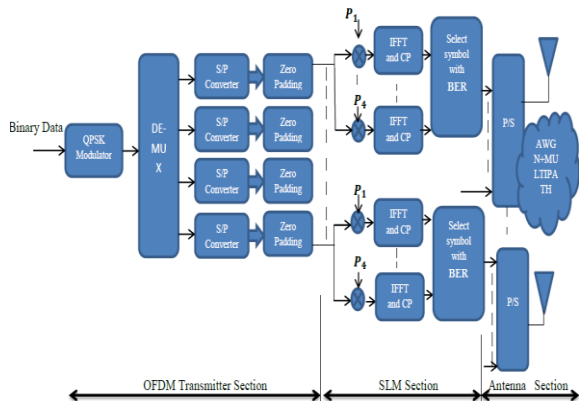 Binary Data
QPSK
Modulator
DE-
MU
X
S/P
Converter
Zero
Padding
S/P
Converter
Zero
Padding
S/P
Converter
Zero
Padding
S/P
Converter
Zero
Padding
P1
IFFT
and CP
P4
IFFT
and CP
Select
symbol
with
BER
P1
IFFT
and CP
P4
IFFT
and CP
Select
symbol
with
BER
P/S
AWG
N+MU
LTIPA
TH
P/S
OFDM Transmitter Section
SLM Section
Antenna Section